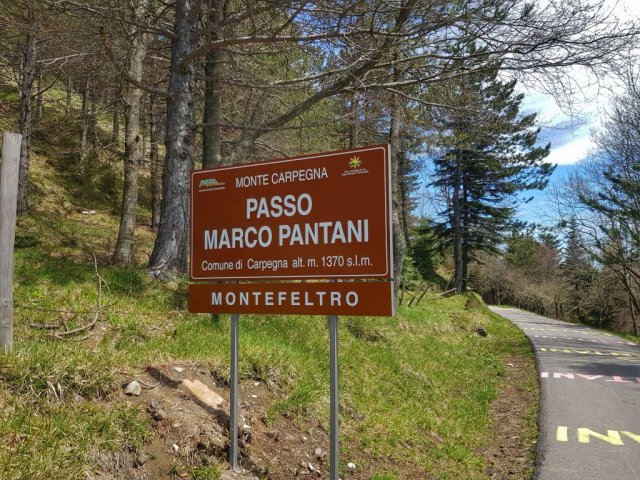 MONTE CARPEGNA
PASSO
MARCO PANTANI
Comune di Carpegna alt. m. 1370 s.l.m.
MONTEFELTRO